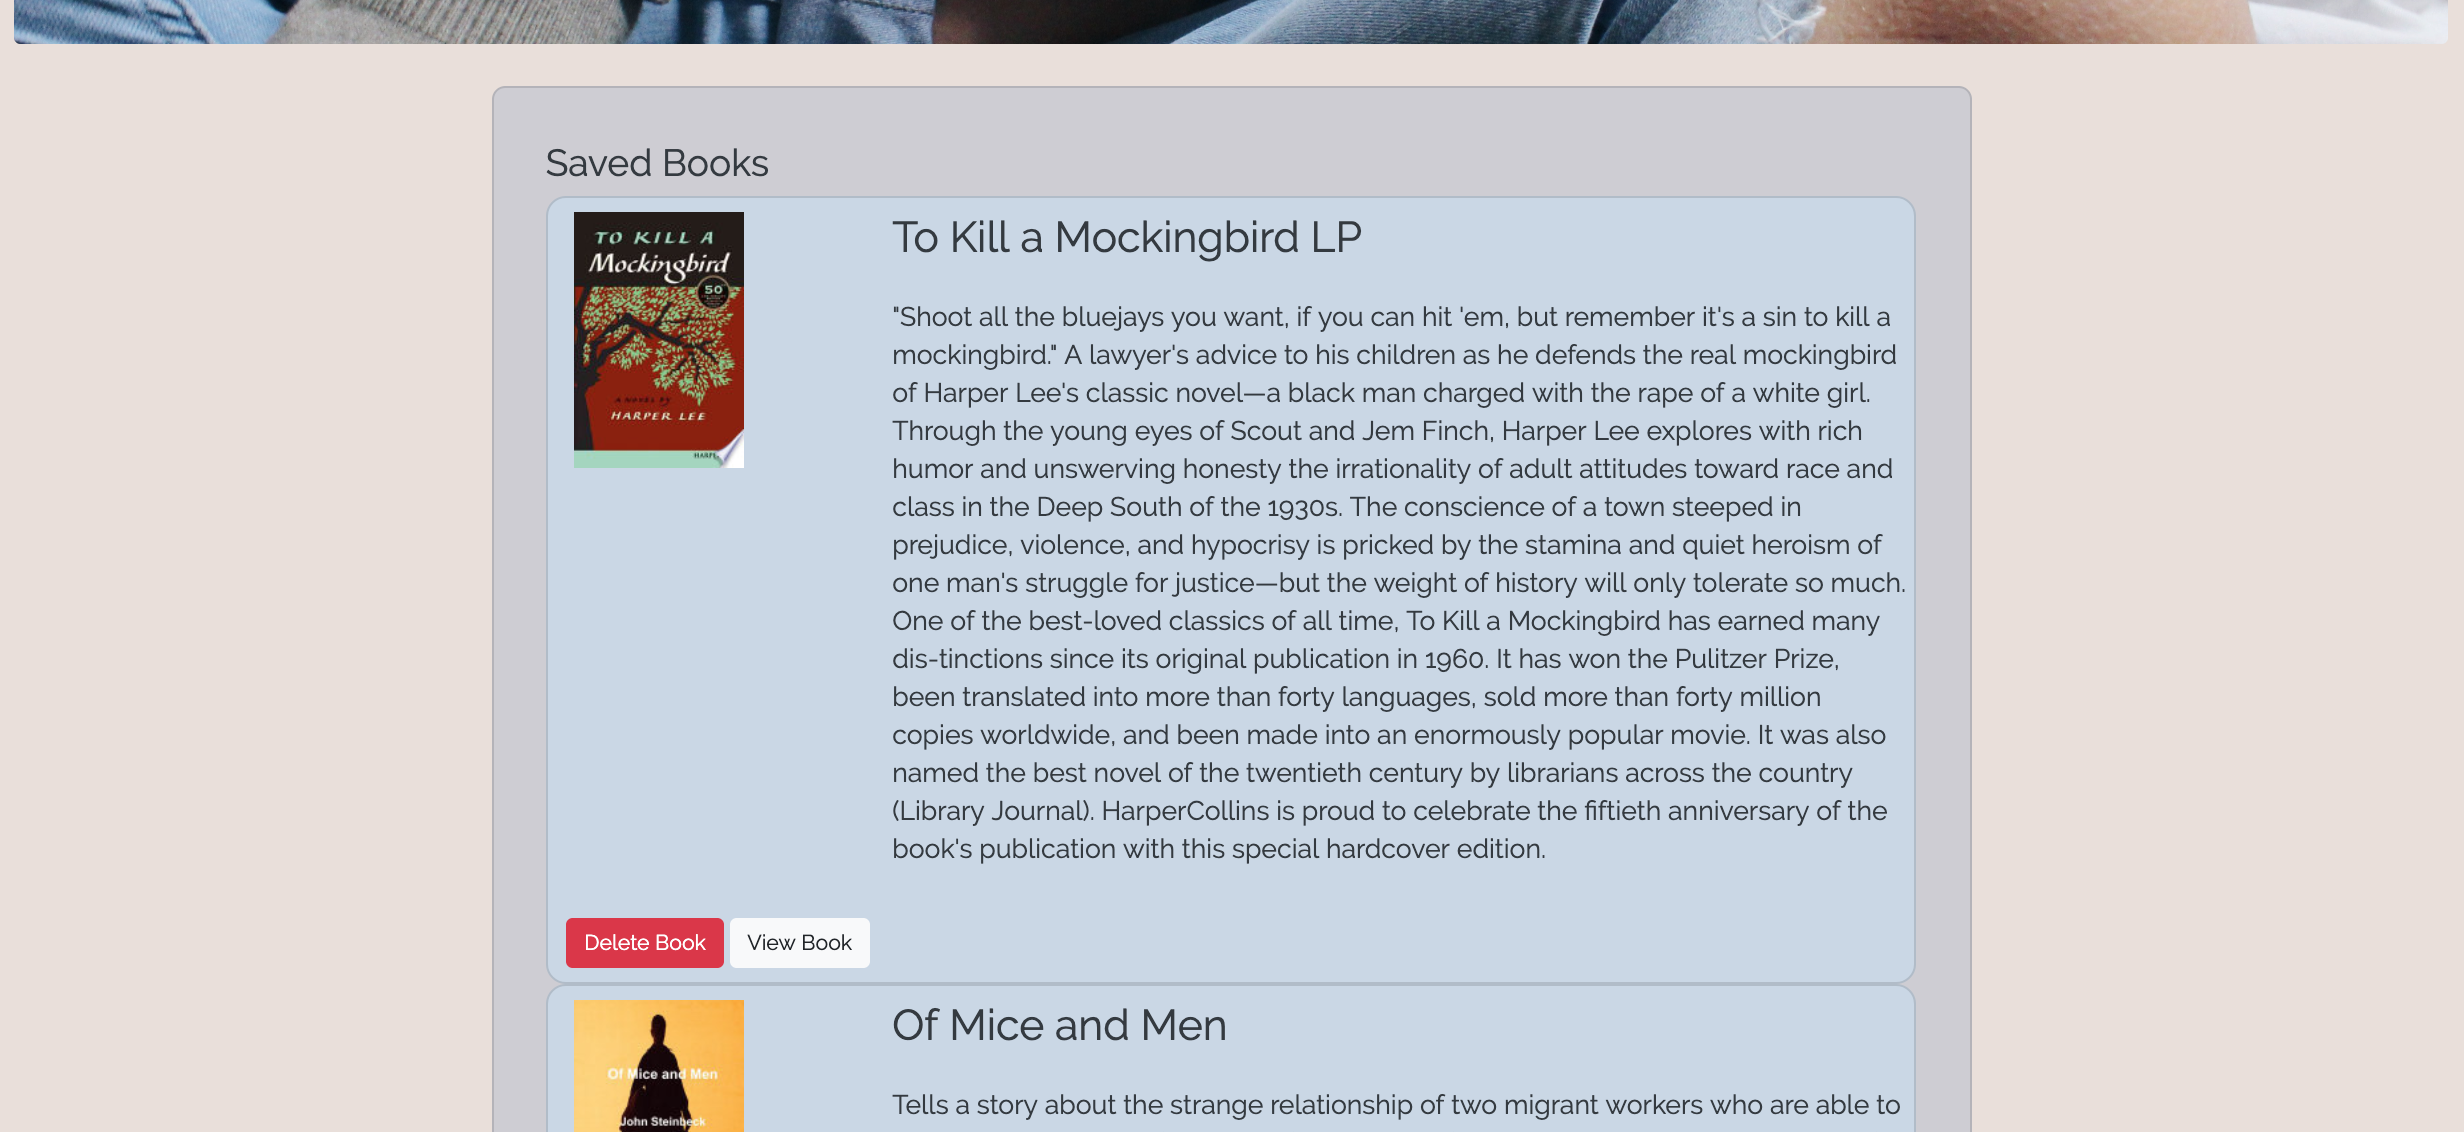 Saved Books
TO KILL A
Mockingbird
50
A NOVEL BY
HARPER LEE
To Kill a Mockingbird LP
"Shoot all the bluejays you want, if you can hit 'em, but remember it's a sin to kill a
mockingbird." A lawyer's advice to his children as he defends the real mockingbird
of Harper Lee's classic novel—a black man charged with the rape of a white girl.
Through the young eyes of Scout and Jem Finch, Harper Lee explores with rich
humor and unswerving honesty the irrationality of adult attitudes toward race and
class in the Deep South of the 1930s. The conscience of a town steeped in
prejudice, violence, and hypocrisy is pricked by the stamina and quiet heroism of
one man's struggle for justice—but the weight of history will only tolerate so much.
One of the best-loved classics of all time, To Kill a Mockingbird has earned many
dis-tinctions since its original publication in 1960. It has won the Pulitzer Prize,
been translated into more than forty languages, sold more than forty million
copies worldwide, and been made into an enormously popular movie. It was also
named the best novel of the twentieth century by librarians across the country
(Library Journal). HarperCollins is proud to celebrate the fiftieth anniversary of the
book's publication with this special hardcover edition.
Delete Book
View Book
Of Mice and Men
John Steinbeck
Of Mice and Men
Tells a story about the strange relationship of two migrant workers who are able to